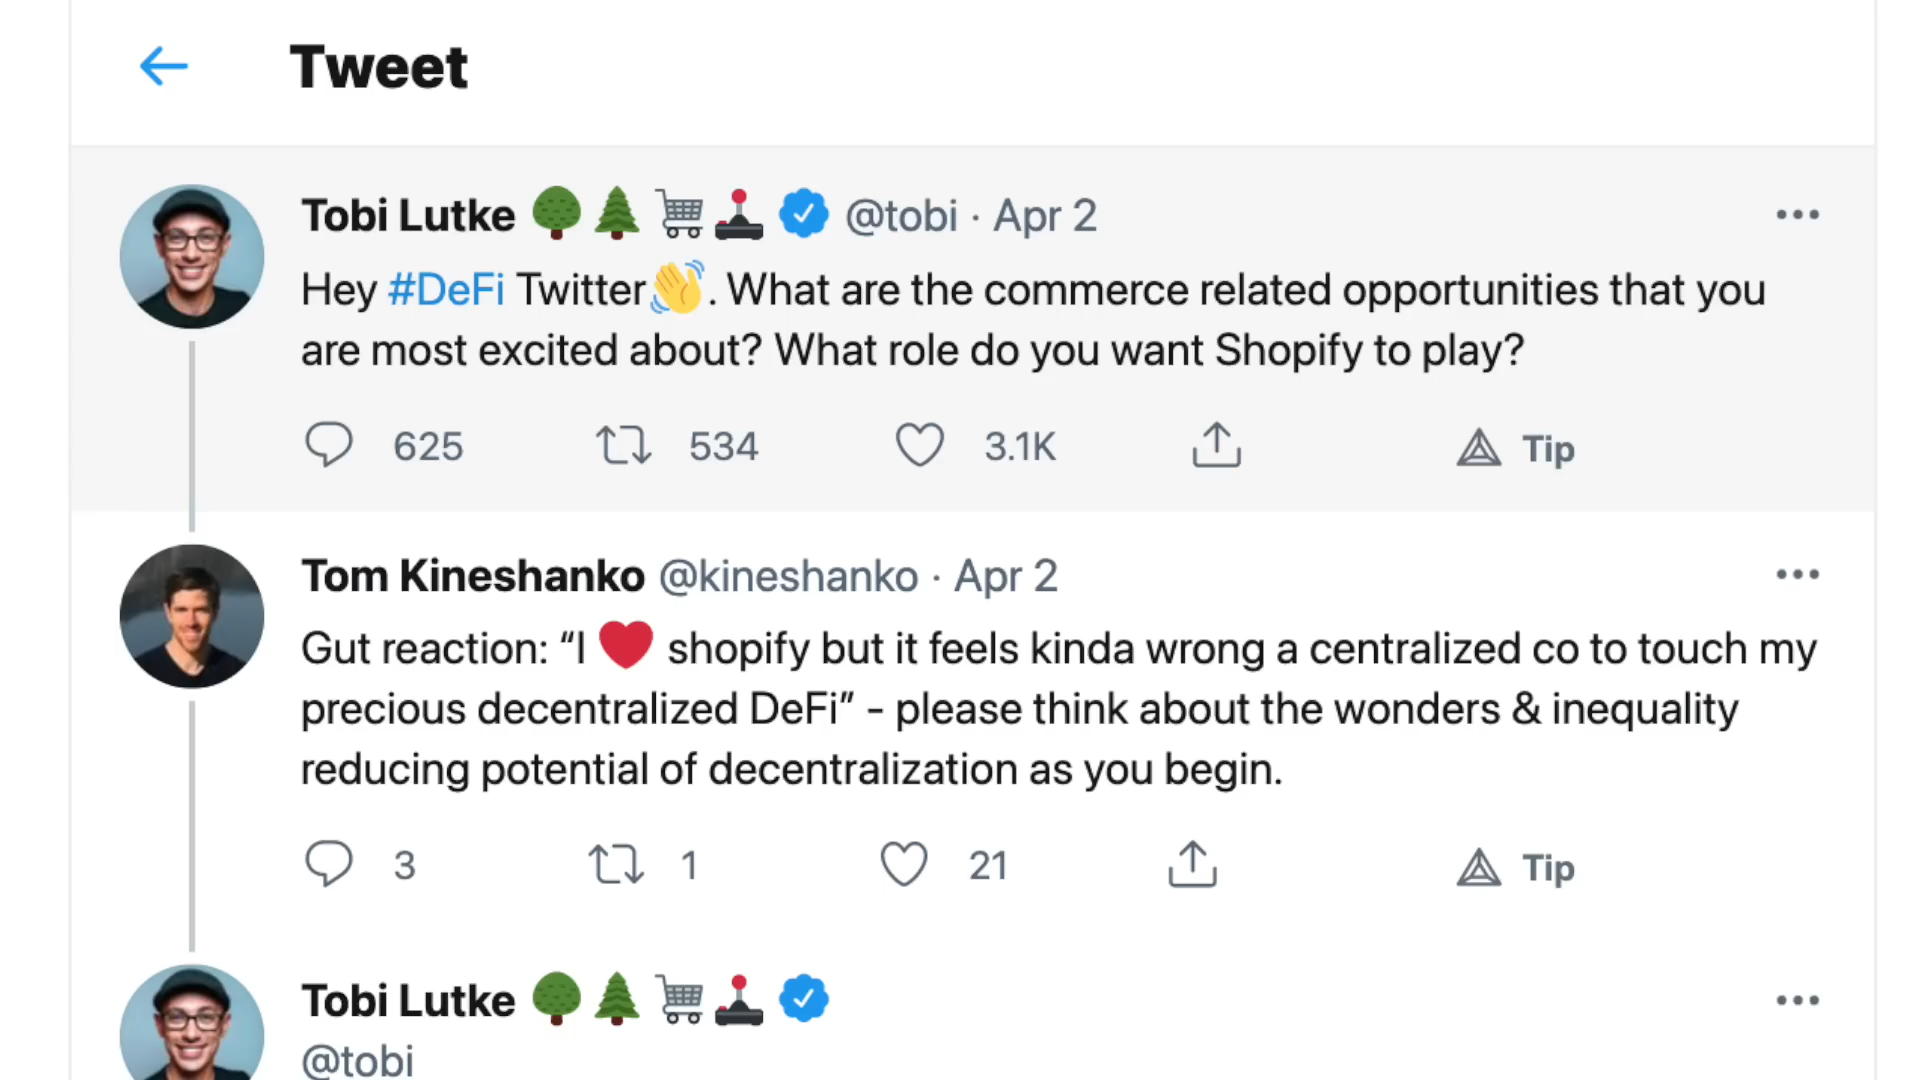 Tweet
Tobi Lutke 🌳🌲🛒🕹️ @tobi · Apr 2
Hey #DeFi Twitter👋. What are the commerce related opportunities that you
are most excited about? What role do you want Shopify to play?
625 534 3.1K Tip
Tom Kineshanko @kineshanko · Apr 2
Gut reaction: “I ❤️ shopify but it feels kinda wrong a centralized co to touch my
precious decentralized DeFi” - please think about the wonders & inequality
reducing potential of decentralization as you begin.
3 1 21 Tip
Tobi Lutke 🌳🌲🛒🕹️
@tobi